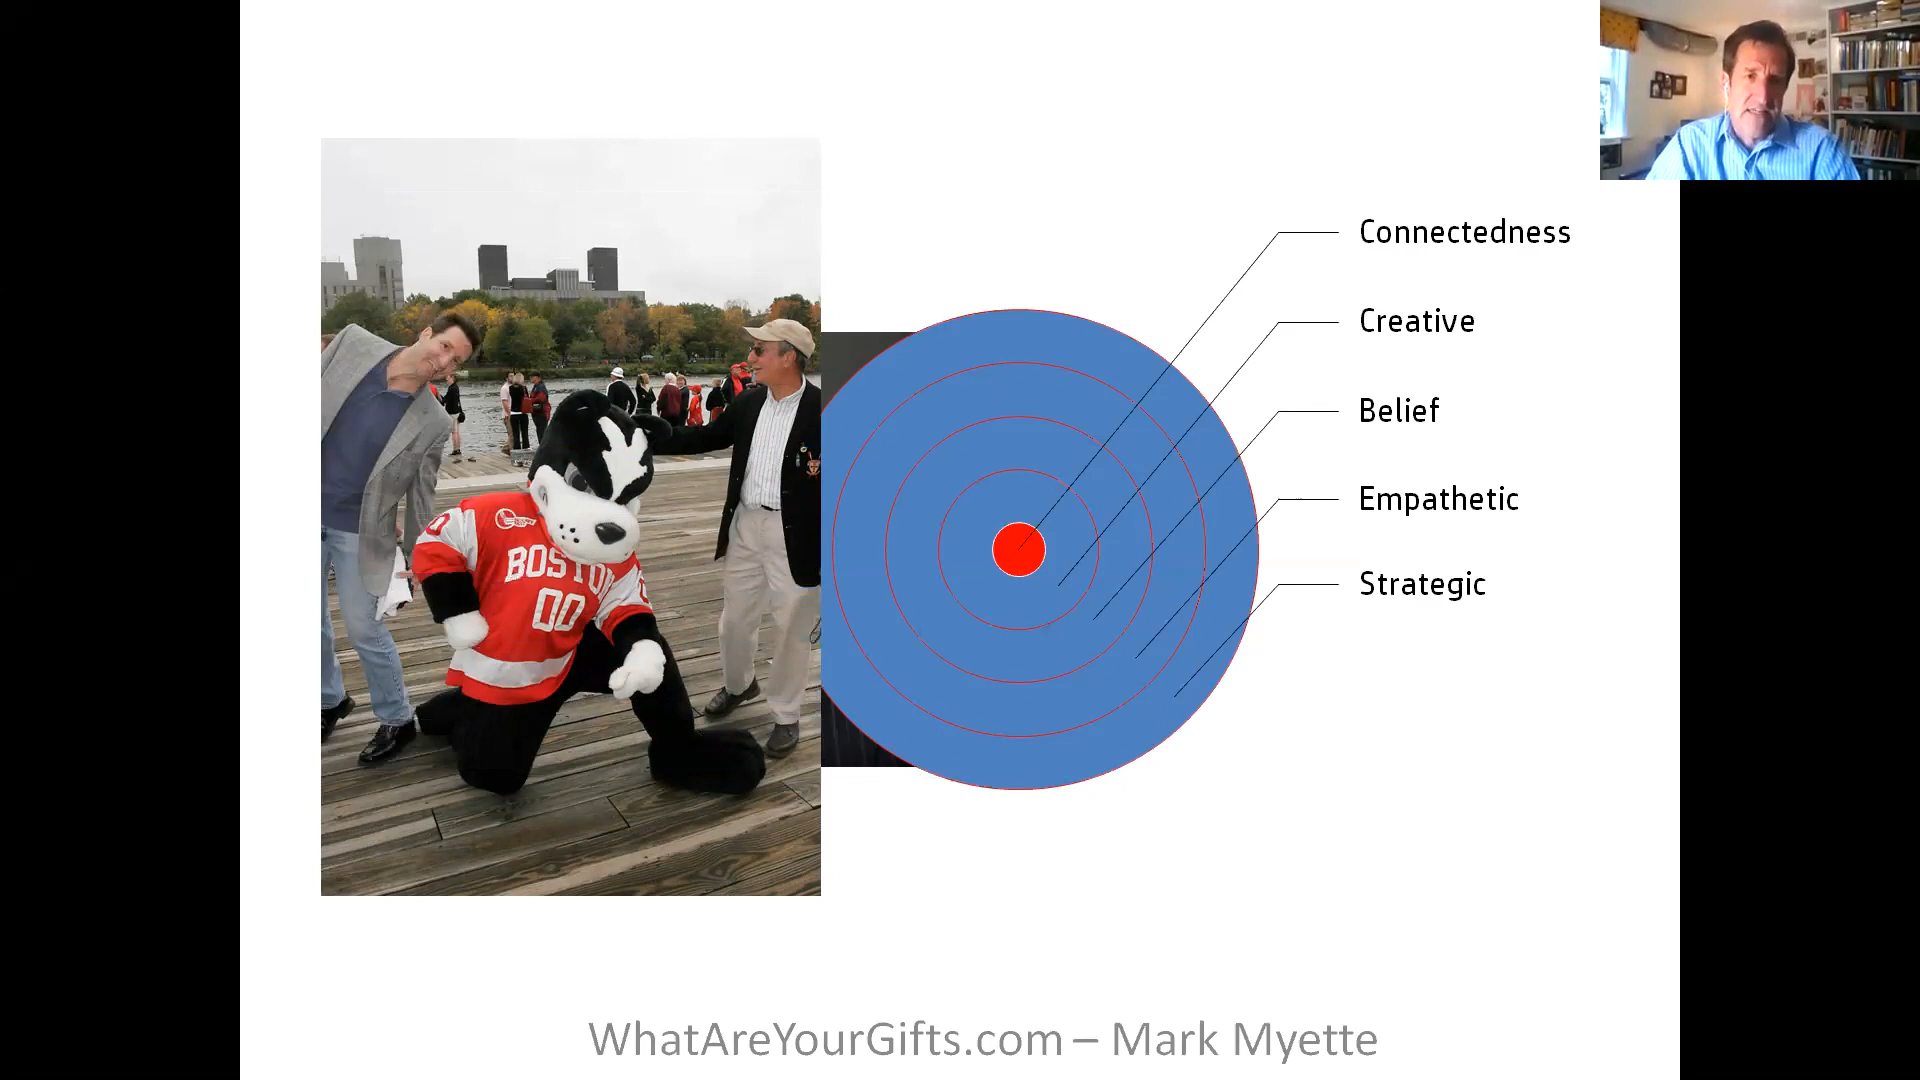 Connectedness
Creative
Belief
Empathetic
Strategic
BOSTON
00
WhatAreYourGifts.com – Mark Myette